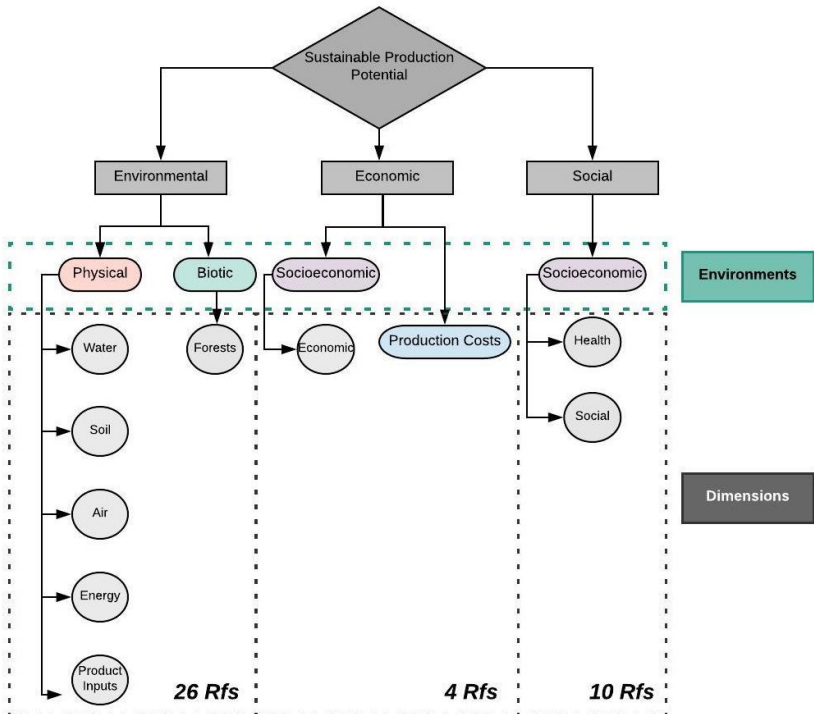 Sustainable Production
Potential
Environmental
Economic
Social
Physical
Biotic
Socioeconomic
Socioeconomic
Environments
Water
Forests
Economic
Production Costs
Health
Soil
Social
Dimensions
Air
Energy
Product
Inputs
26 Rfs
4 Rfs
10 Rfs